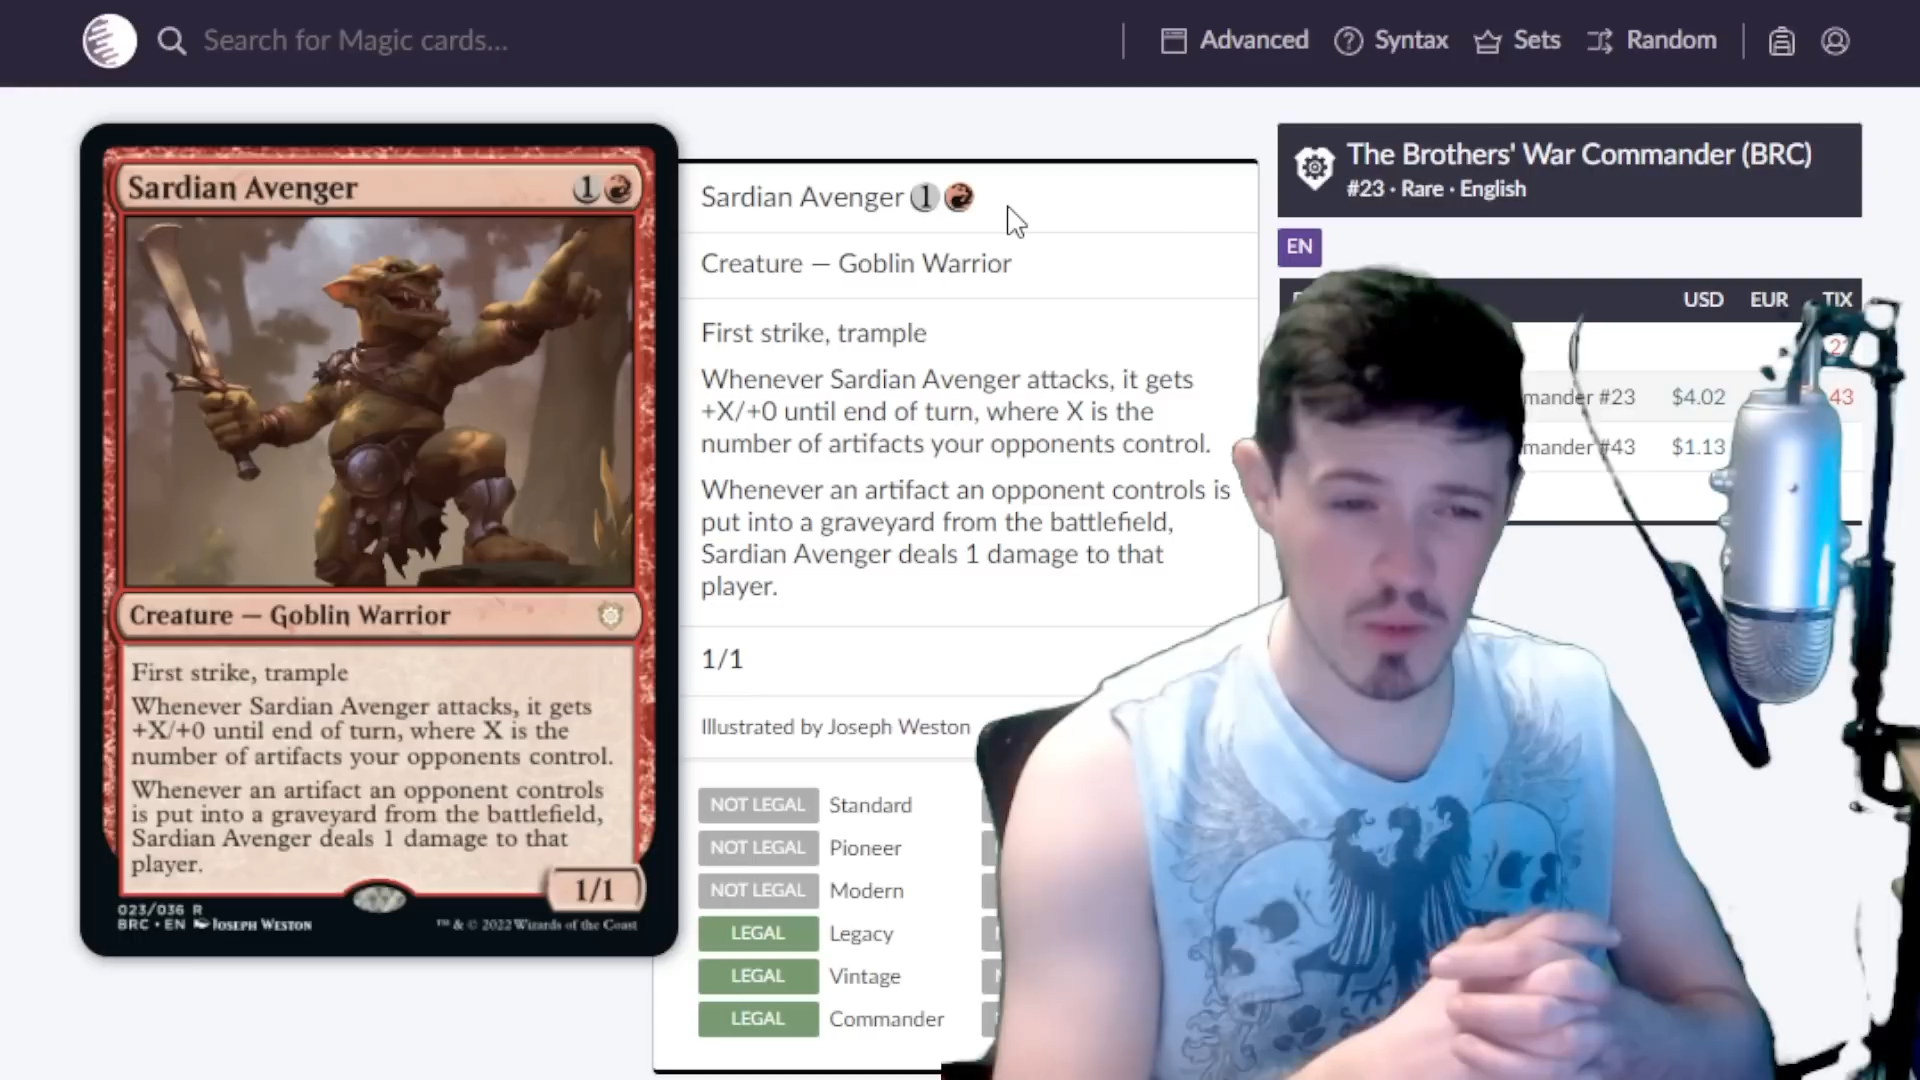 Search for Magic cards...
Advanced
Syntax
Sets
Random
Sardian Avenger 1
Creature — Goblin Warrior
First strike, trample
Whenever Sardian Avenger attacks, it gets
+X/+0 until end of turn, where X is the
number of artifacts your opponents control.
Whenever an artifact an opponent controls
is put into a graveyard from the battlefield,
Sardian Avenger deals 1 damage to that
player.
1/1
023/036 R
BRC • EN Joseph Weston
™ & © 2022 Wizards of the Coast
Sardian Avenger 1
Creature — Goblin Warrior
First strike, trample
Whenever Sardian Avenger attacks, it gets
+X/+0 until end of turn, where X is the
number of artifacts your opponents control.
Whenever an artifact an opponent controls is
put into a graveyard from the battlefield,
Sardian Avenger deals 1 damage to that
player.
1/1
Illustrated by Joseph Weston
NOT LEGAL Standard
NOT LEGAL Pioneer
NOT LEGAL Modern
LEGAL Legacy
LEGAL Vintage
LEGAL Commander
The Brothers' War Commander (BRC)
#23 • Rare • English
EN
USD EUR TIX
#23 $4.02
#43 $1.13